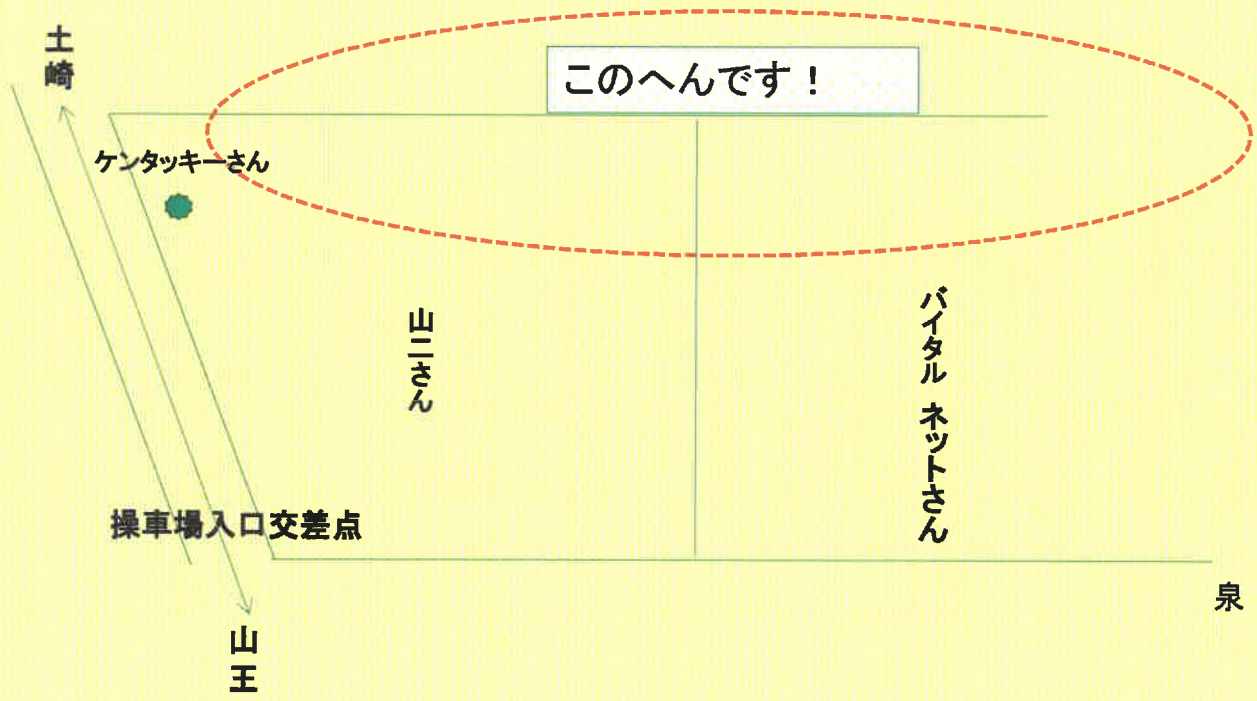 土崎
このへんです！
ケンタッキーさん
山二さん
バイタル ネットさん
操車場入口交差点
泉
山王